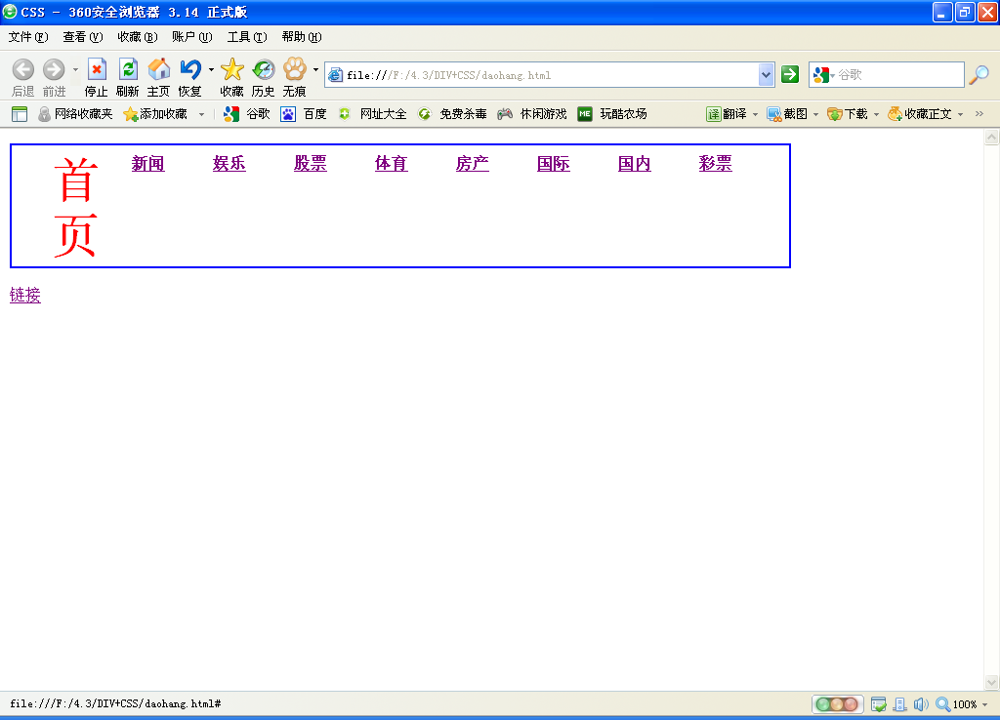 CSS - 360安全浏览器 3.14 正式版
文件(F) 查看(V) 收藏(B) 账户(U) 工具(T) 帮助(H)
后退 前进 停止 刷新 主页 恢复 收藏 历史 无痕 file://F:/4.3/DIV+CSS/daohang.html 谷歌
网络收藏夹 添加收藏 谷歌 百度 网址大全 免费杀毒 休闲游戏 ME 玩酷农场 译 翻译 截图 下载 收藏正文
首 新闻 娱乐 股票 体育 房产 国际 国内 彩票
页
链接
file:///F:/4.3/DIV+CSS/daohang.html# 100%